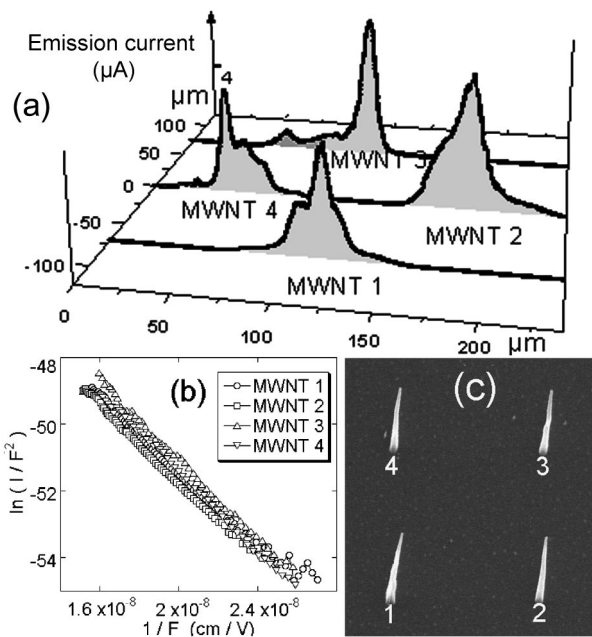 Emission current
(μA)
(a)
4
μm
100
50
0
-50
-100
MWNT 3
MWNT 4
MWNT 2
MWNT 1
0
50
100
150
200
μm
-48
-50
-52
-54
ln ( I / F²)
(b)
MWNT 1
MWNT 2
MWNT 3
MWNT 4
1.6 x10⁻⁸
2 x10⁻⁸
2.4 x10⁻⁸
1 / F (cm / V)
(c)
4
3
1
2